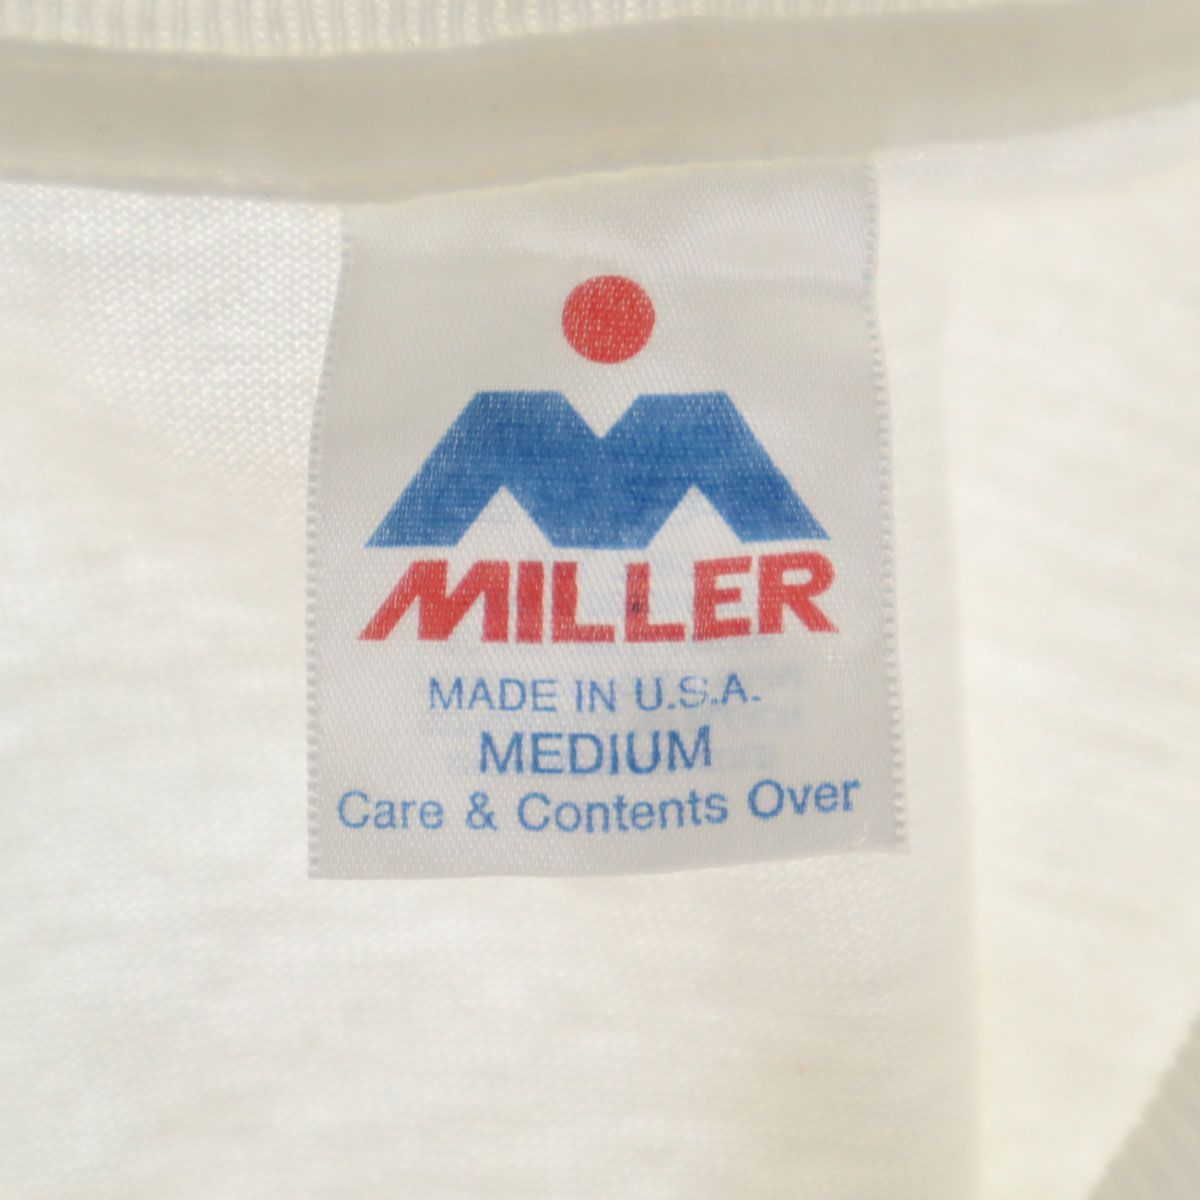 MILLER
MADE IN U.S.A.
MEDIUM
Care & Contents Over